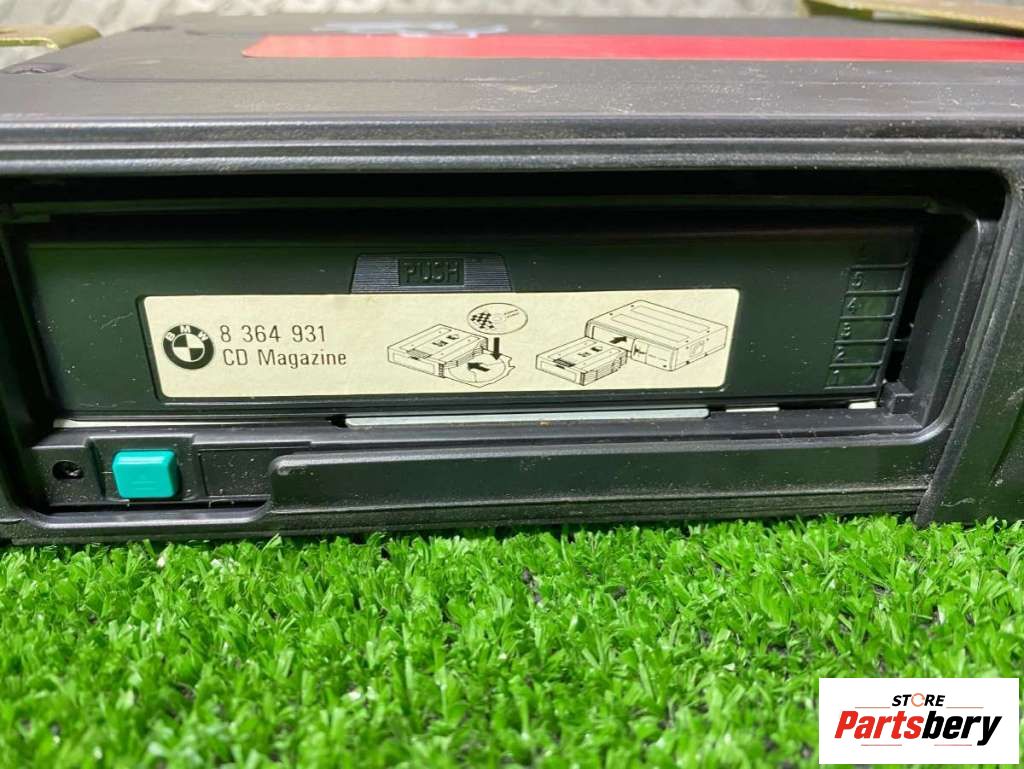 PUSH
BMW
8 364 931
CD Magazine
5
4
3
2
1
STORE
Partsbery